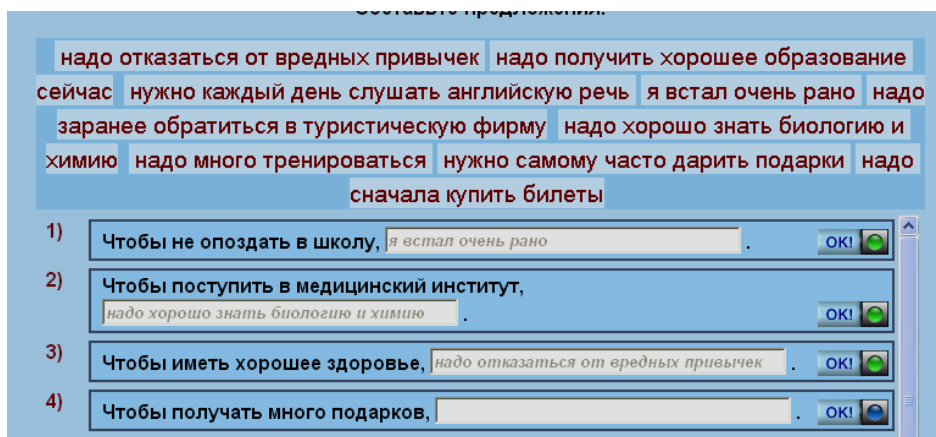 Составьте предложения.
надо отказаться от вредных привычек надо получить хорошее образование
сейчас нужно каждый день слушать английскую речь я встал очень рано надо
заранее обратиться в туристическую фирму надо хорошо знать биологию и
химию надо много тренироваться нужно самому часто дарить подарки надо
сначала купить билеты
1) Чтобы не опоздать в школу, я встал очень рано . OK!
2) Чтобы поступить в медицинский институт,
надо хорошо знать биологию и химию . OK!
3) Чтобы иметь хорошее здоровье, надо отказаться от вредных привычек . OK!
4) Чтобы получать много подарков, . OK!